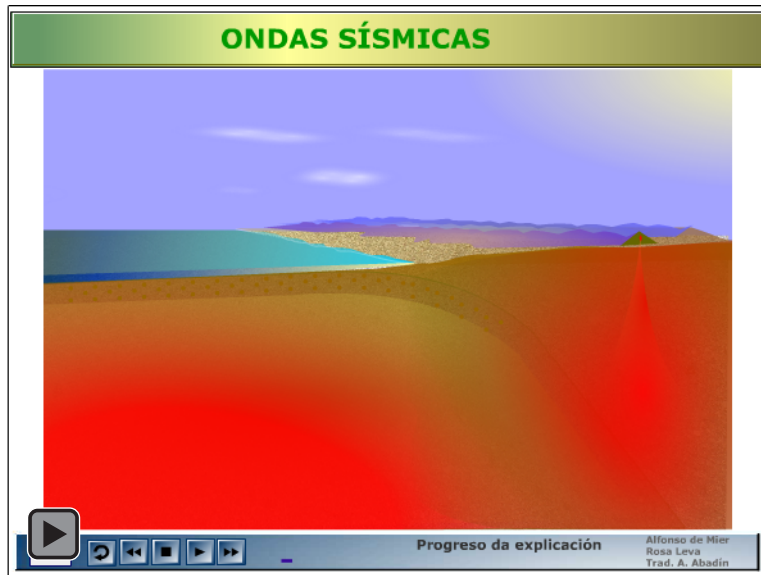 ONDAS SÍSMICAS
Progreso da explicación
Alfonso de Mier
Rosa Leva
Trad. A. Abadín